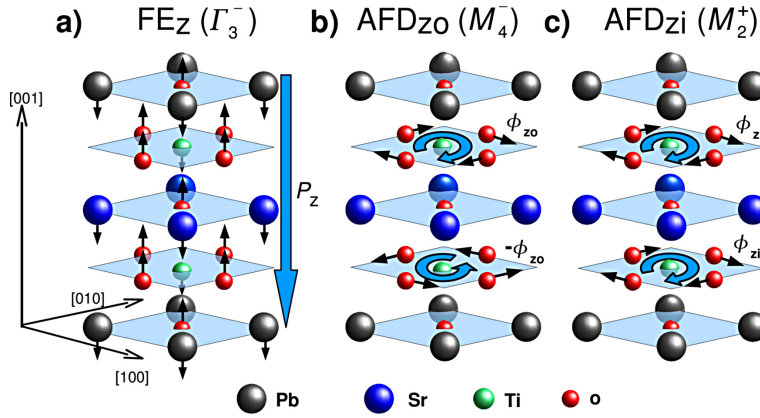 a) FEz (Γ3-) b) AFDzo (M4-) c) AFDzi (M2+)
[001]
ϕzo
ϕz
Pz
-ϕzo
ϕzi
[010]
[100]
Pb Sr Ti o